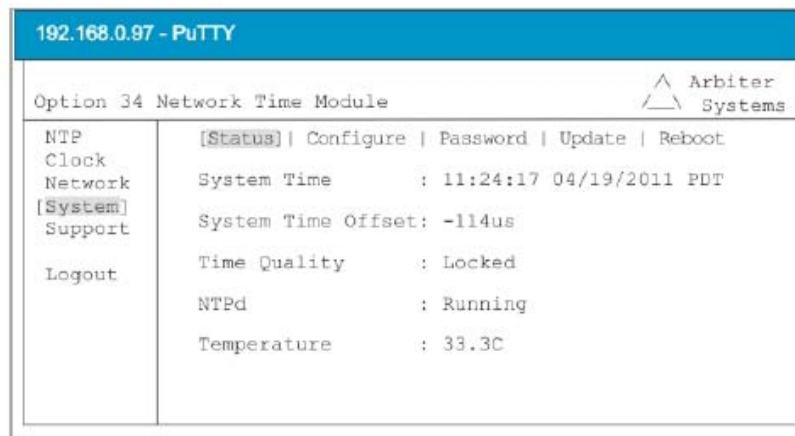 192.168.0.97 - PuTTY
Option 34 Network Time Module
Arbiter
Systems
NTP
Clock
Network
[System]
Support
Logout
[Status]| Configure | Password | Update | Reboot
System Time : 11:24:17 04/19/2011 PDT
System Time Offset: -114us
Time Quality : Locked
NTPd : Running
Temperature : 33.3C